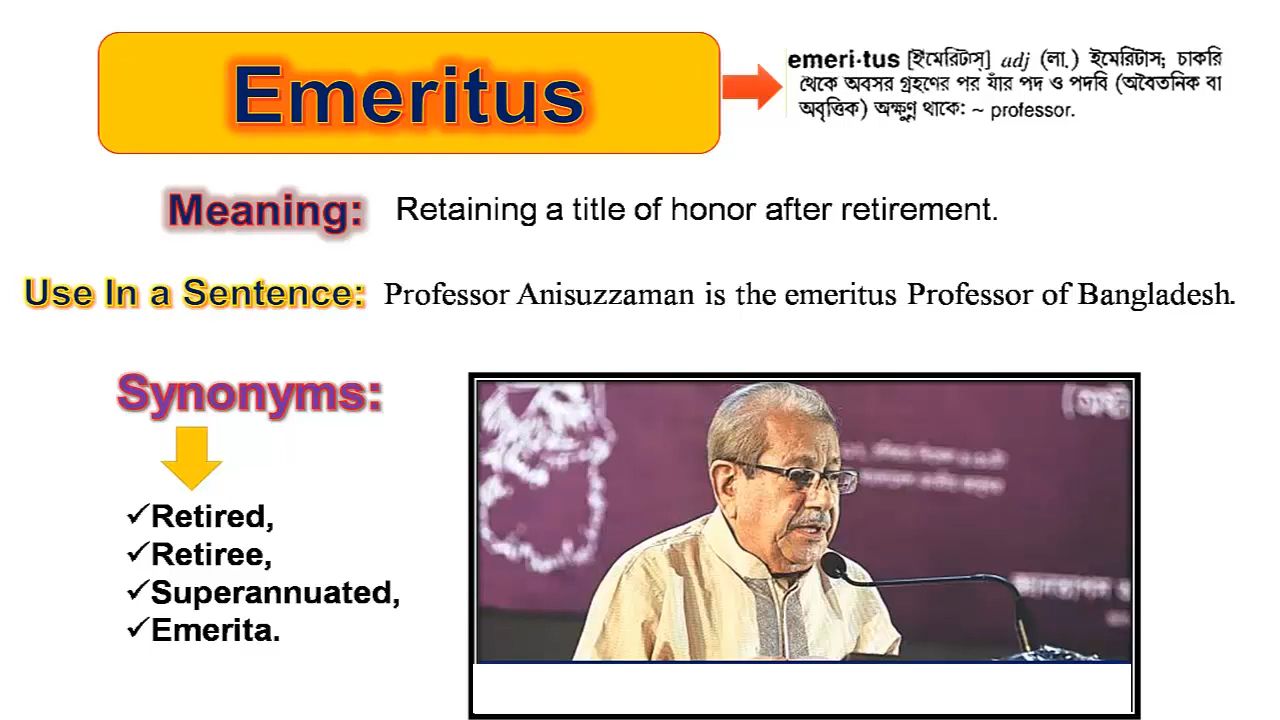 Emeritus
emeri·tus [ইমেরিটাস্] adj (লা.) ইমেরিটাস; চাকরি
থেকে অবসর গ্রহণের পর যাঁর পদ ও পদবি (অবৈতনিক বা
অবৃত্তিক) অক্ষুণ্ণ থাকে: ~ professor.
Meaning: Retaining a title of honor after retirement.
Use In a Sentence: Professor Anisuzzaman is the emeritus Professor of Bangladesh.
Synonyms:
✓Retired,
✓Retiree,
✓Superannuated,
✓Emerita.